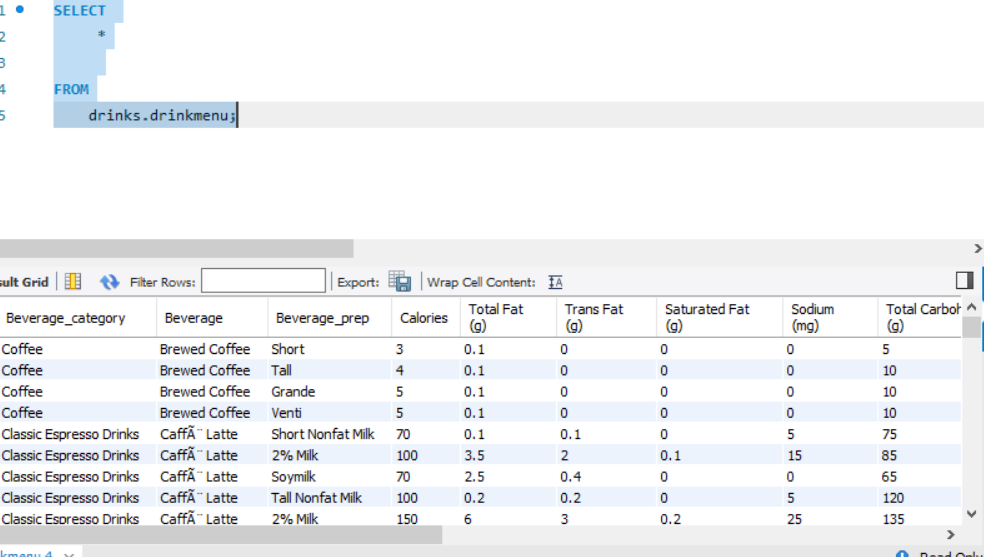 1 SELECT
2 *
3
4 FROM
5 drinks.drinkmenu;
sult Grid Filter Rows: Export: Wrap Cell Content:
Beverage_category Beverage Beverage_prep Calories Total Fat (g) Trans Fat (g) Saturated Fat (g) Sodium (mg) Total Carboh (g)
Coffee Brewed Coffee Short 3 0.1 0 0 0 5
Coffee Brewed Coffee Tall 4 0.1 0 0 0 10
Coffee Brewed Coffee Grande 5 0.1 0 0 0 10
Coffee Brewed Coffee Venti 5 0.1 0 0 0 10
Classic Espresso Drinks CaffÃ¨ Latte Short Nonfat Milk 70 0.1 0.1 0 5 75
Classic Espresso Drinks CaffÃ¨ Latte 2% Milk 100 3.5 2 0.1 15 85
Classic Espresso Drinks CaffÃ¨ Latte Soymilk 70 2.5 0.4 0 0 65
Classic Espresso Drinks CaffÃ¨ Latte Tall Nonfat Milk 100 0.2 0.2 0 5 120
Classic Espresso Drinks CaffÃ¨ Latte 2% Milk 150 6 3 0.2 25 135
kmenu 4 Read Only